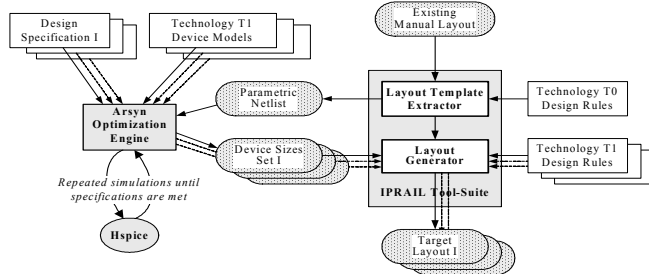 Design
Specification I
Technology T1
Device Models
Existing
Manual Layout
Arsyn
Optimization
Engine
Parametric
Netlist
Layout Template
Extractor
Technology T0
Design Rules
Device Sizes
Set I
Layout
Generator
Technology T1
Design Rules
Repeated simulations until
specifications are met
IPRAIL Tool-Suite
Hspice
Target
Layout I